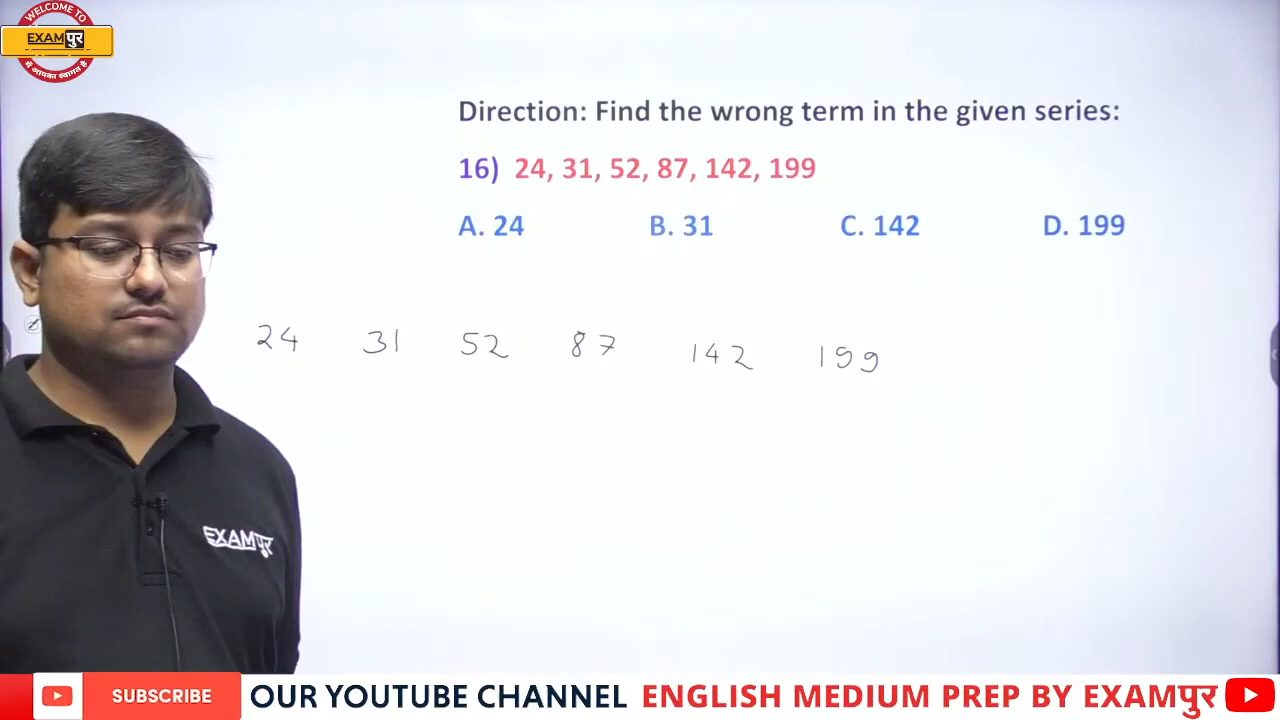 WELCOME TO
EXAMपुर
में आपका स्वागत है
Direction: Find the wrong term in the given series:
16) 24, 31, 52, 87, 142, 199
A. 24 B. 31 C. 142 D. 199
24 31 52 87 142 199
EXAMपुर
SUBSCRIBE OUR YOUTUBE CHANNEL ENGLISH MEDIUM PREP BY EXAMपुर